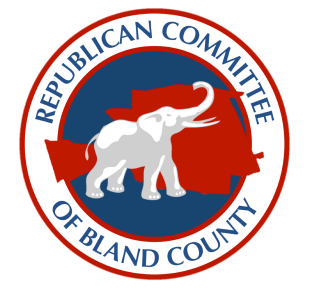 REPUBLICAN COMMITTEE
OF BLAND COUNTY